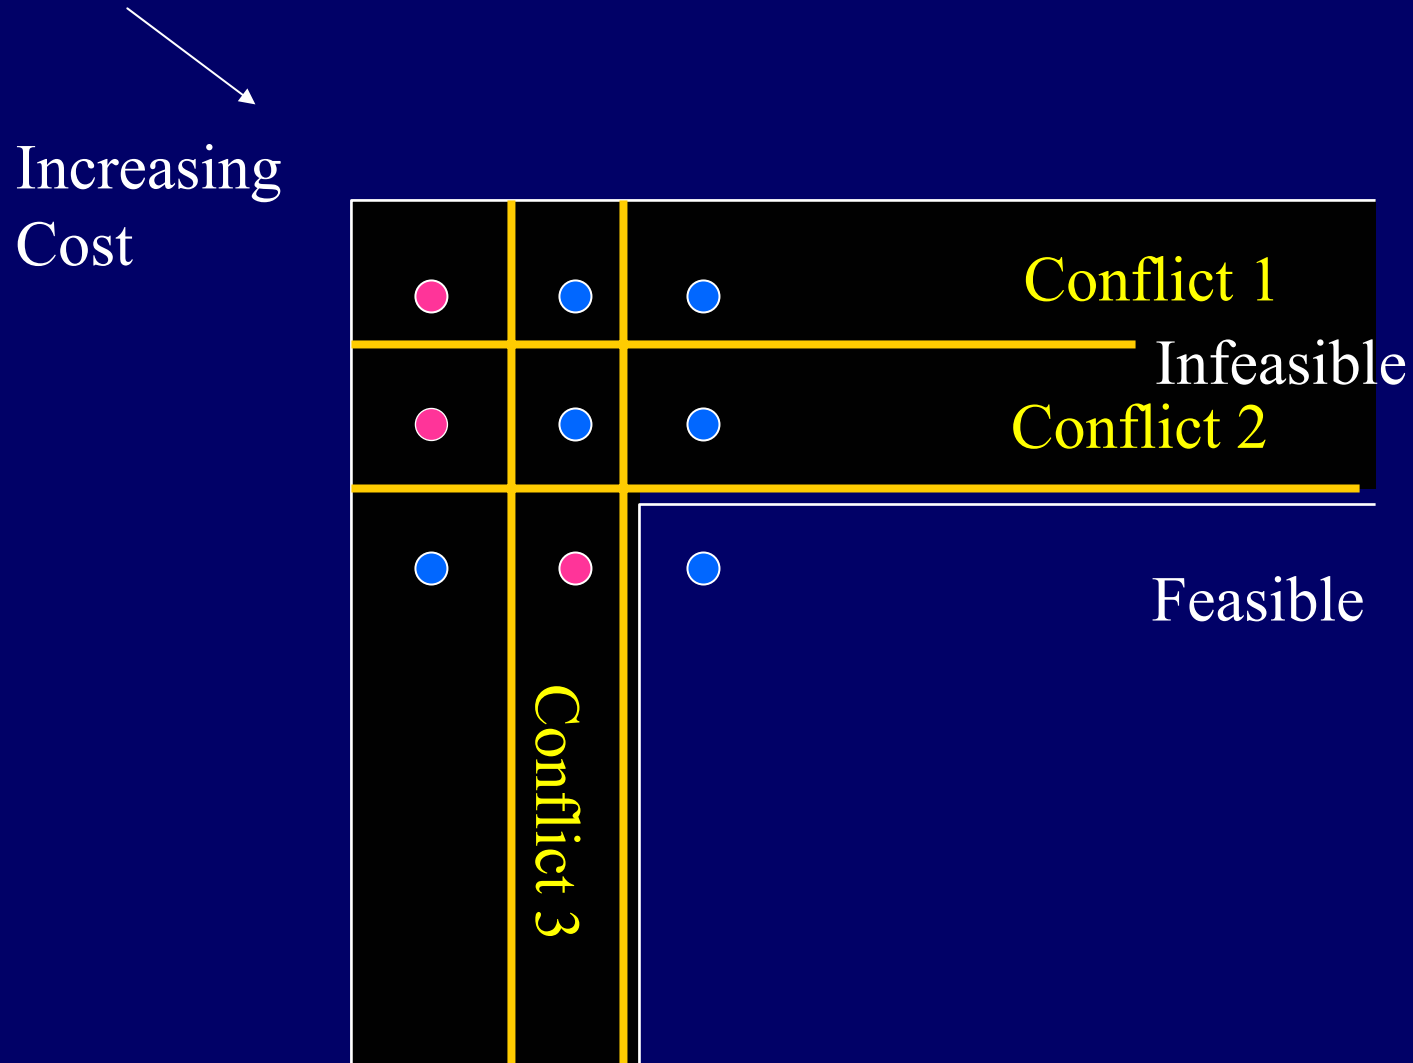 Increasing
Cost
Conflict 1
Infeasible
Conflict 2
Feasible
Conflict 3